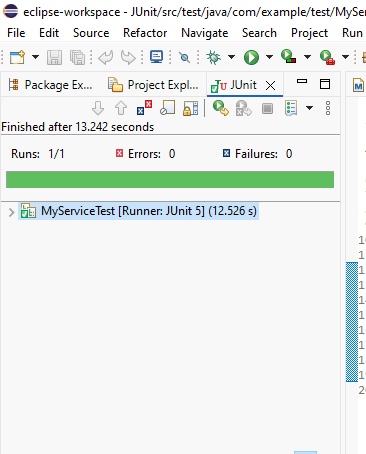 eclipse-workspace - JUnit/src/test/java/com/example/test/MySer
File Edit Source Refactor Navigate Search Project Run
Package Ex... Project Expl... JUnit
Finished after 13.242 seconds
Runs: 1/1 Errors: 0 Failures: 0
MyServiceTest [Runner: JUnit 5] (12.526 s)